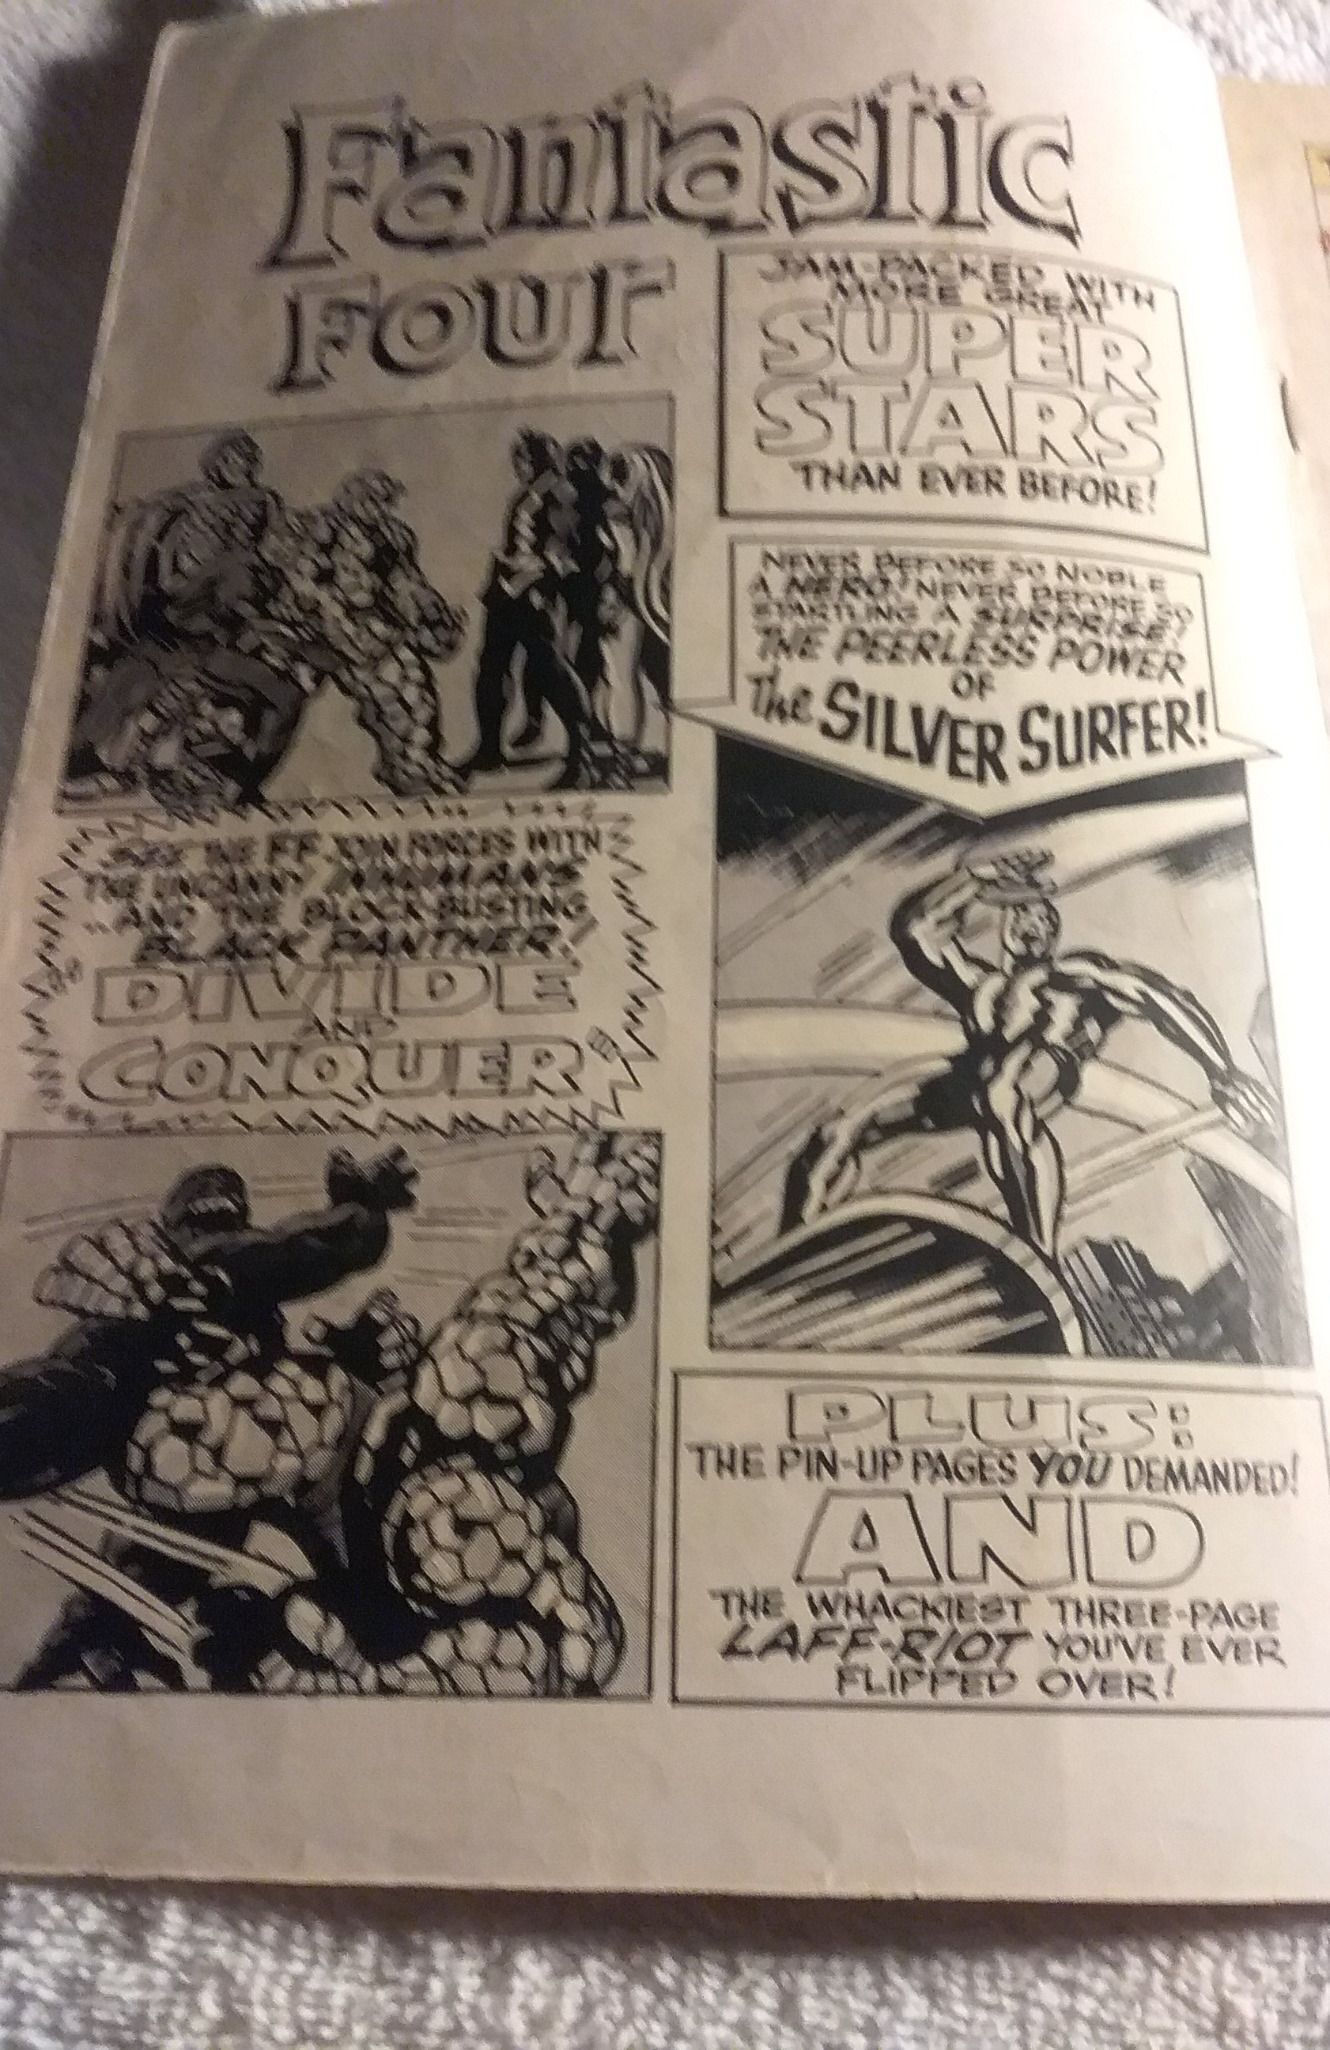 Fantastic
FOUR
JAM-PACKED WITH
MORE GREAT
SUPER
STARS
THAN EVER BEFORE!
NEVER BEFORE SO NOBLE
A HERO! NEVER BEFORE SO
STARTLING A SURPRISE!
THE PEERLESS POWER
OF
The SILVER SURFER!
SEE THE FF JOIN FORCES WITH
THE UNCANNY INHUMANS
..AND THE BLOCK-BUSTING
BLACK PANTHER!
DIVIDE
AND
CONQUER!
PLUS:
THE PIN-UP PAGES YOU DEMANDED!
AND
THE WHACKIEST THREE-PAGE
LAFF-RIOT YOU'VE EVER
FLIPPED OVER!